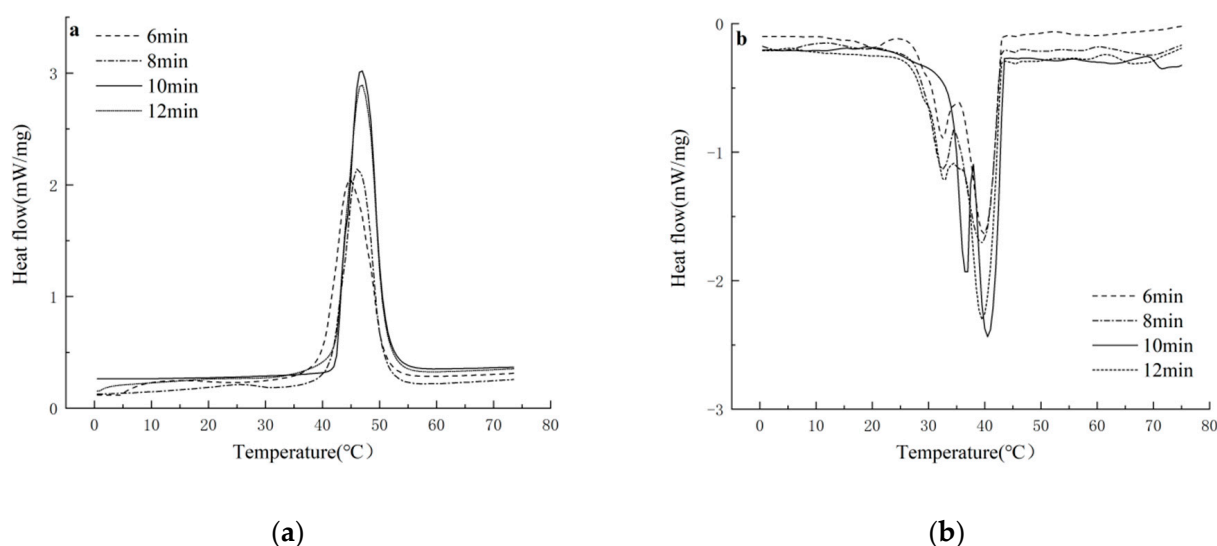 a
6min
8min
10min
12min
3
2
1
0
Heat flow(mW/mg)
0 10 20 30 40 50 60 70 80
Temperature(℃)
(a)
b
0
−1
−2
−3
Heat flow(mW/mg)
6min
8min
10min
12min
0 10 20 30 40 50 60 70 80
Temperature(℃)
(b)